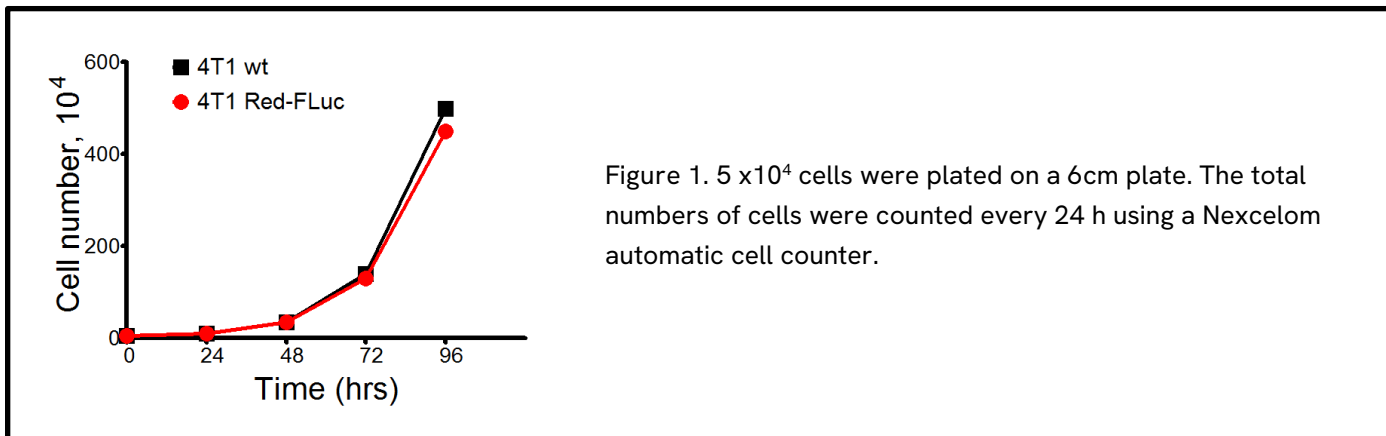 600
4T1 wt
4T1 Red-FLuc
400
200
0
Cell number, 10⁴
0 24 48 72 96
Time (hrs)
Figure 1. 5 x10⁴ cells were plated on a 6cm plate. The total
numbers of cells were counted every 24 h using a Nexcelom
automatic cell counter.